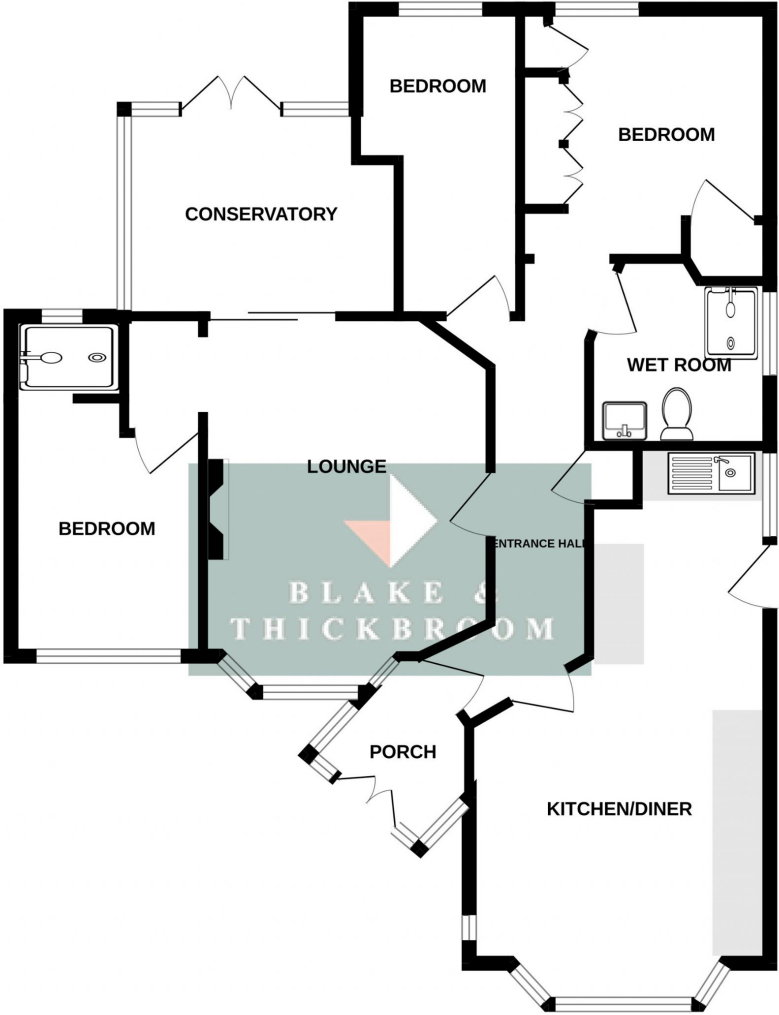 BEDROOM
BEDROOM
CONSERVATORY
WET ROOM
LOUNGE
BEDROOM
ENTRANCE HALL
BLAKE &
THICKBROOM
PORCH
KITCHEN/DINER